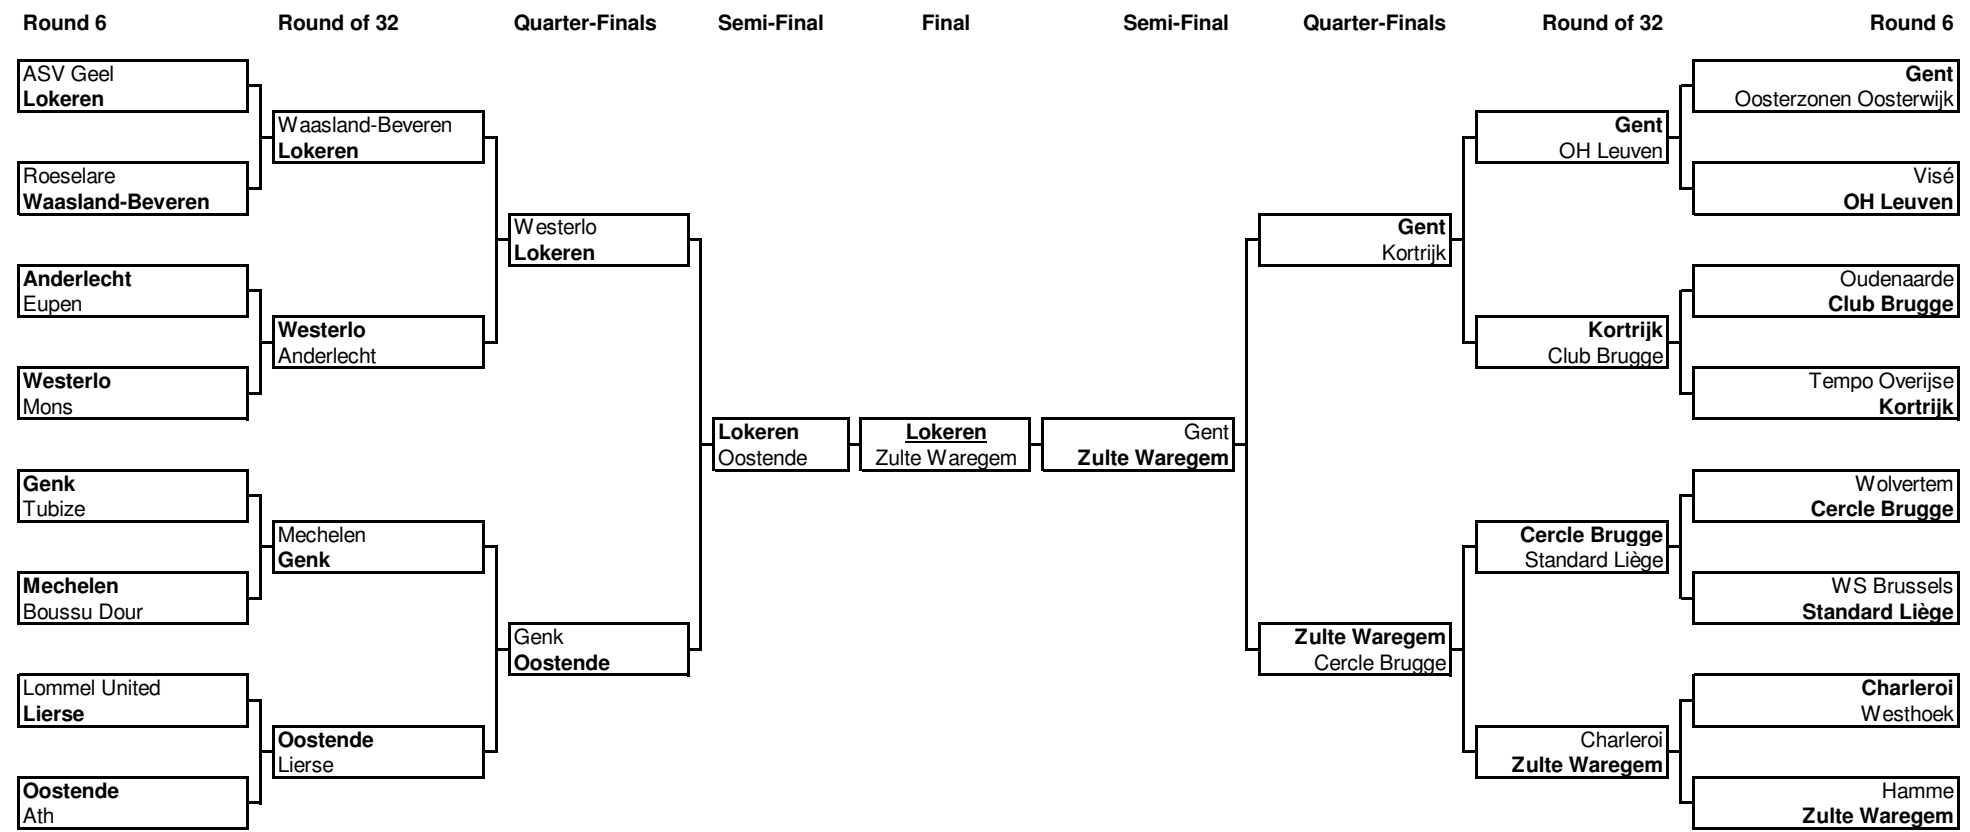 Round 6
Round of 32
Quarter-Finals
Semi-Final
Final
Semi-Final
Quarter-Finals
Round of 32
Round 6
ASV Geel
Lokeren
Roeselare
Waasland-Beveren
Anderlecht
Eupen
Westerlo
Mons
Genk
Tubize
Mechelen
Boussu Dour
Lommel United
Lierse
Oostende
Ath
Waasland-Beveren
Lokeren
Westerlo
Anderlecht
Mechelen
Genk
Oostende
Lierse
Westerlo
Lokeren
Genk
Oostende
Lokeren
Oostende
Lokeren
Zulte Waregem
Gent
Zulte Waregem
Gent
Kortrijk
Zulte Waregem
Cercle Brugge
Gent
OH Leuven
Kortrijk
Club Brugge
Cercle Brugge
Standard Liège
Charleroi
Zulte Waregem
Gent
Oosterzonen Oosterwijk
Visé
OH Leuven
Oudenaarde
Club Brugge
Tempo Overijse
Kortrijk
Wolvertem
Cercle Brugge
WS Brussels
Standard Liège
Charleroi
Westhoek
Hamme
Zulte Waregem